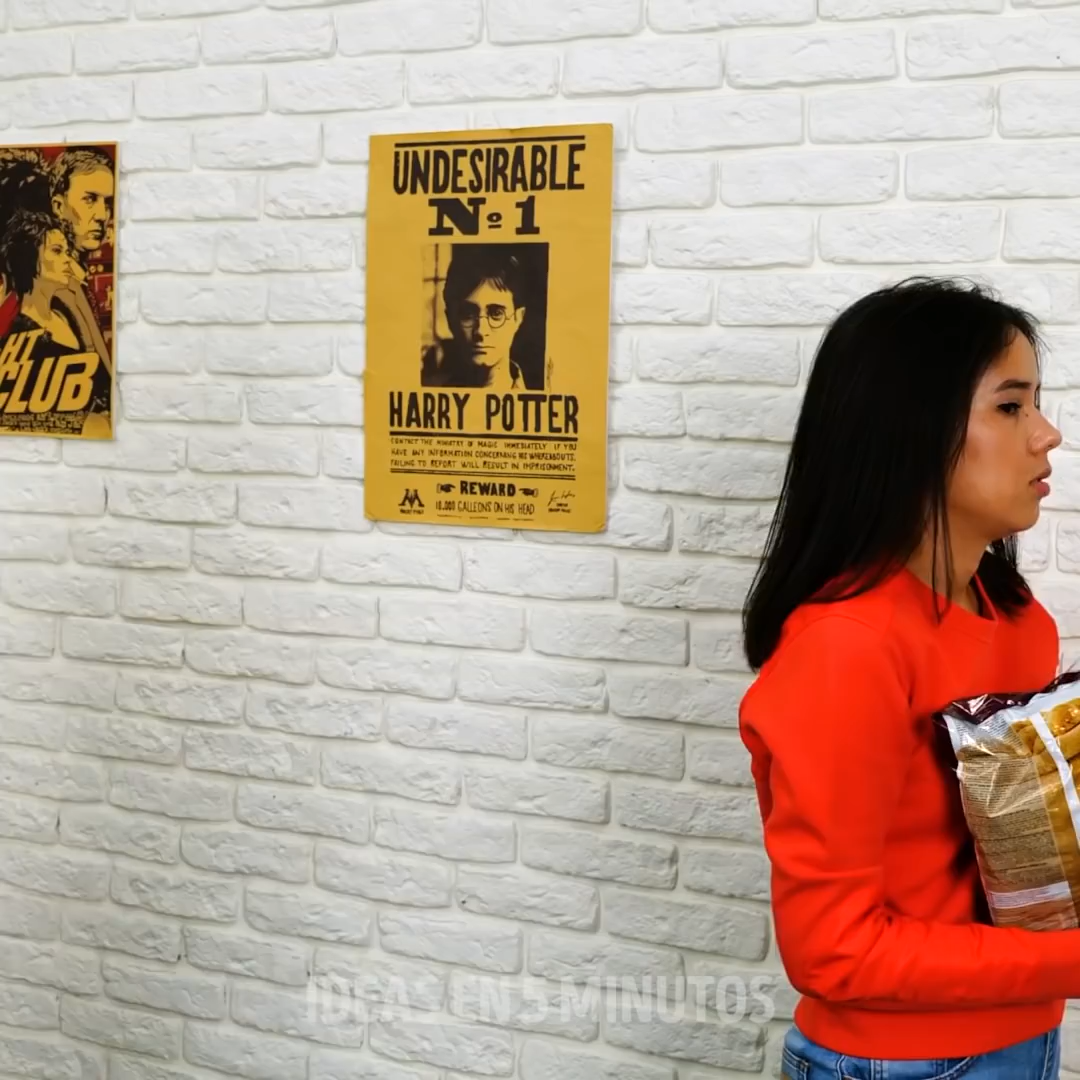 HT
CLUB
UNDESIRABLE
Nº 1
HARRY POTTER
CONTACT THE MINISTRY OF MAGIC IMMEDIATELY IF YOU
HAVE ANY INFORMATION CONCERNING HIS WHEREABOUTS.
FAILING TO REPORT WILL RESULT IN IMPRISONMENT.
REWARD
10.000 GALLEONS ON HIS HEAD
IDEAS EN 5 MINUTOS